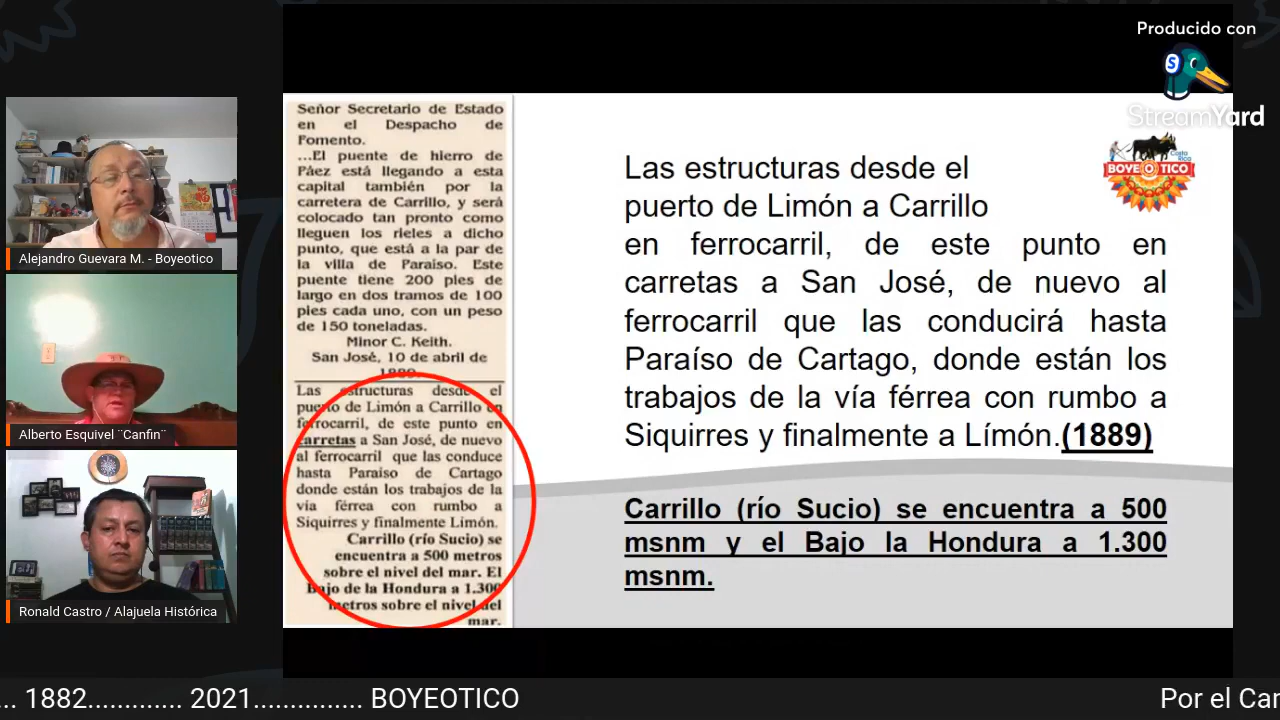 Producido con
StreamYard
Alejandro Guevara M. - Boyeotico
Alberto Esquivel ¨Canfin¨
Ronald Castro / Alajuela Histórica
Señor Secretario de Estado
en el Despacho de
Fomento.
...El puente de hierro de
Páez está llegando a esta
capital también por la
carretera de Carrillo, y será
colocado tan pronto como
lleguen los rieles a dicho
punto, que está a la par de
la villa de Paraíso. Este
puente tiene 200 pies de
largo en dos tramos de 100
pies cada uno, con un peso
de 150 toneladas.
Minor C. Keith.
San José, 10 de abril de
1889.
Las estructuras desde el
puerto de Limón a Carrillo en
ferrocarril, de este punto en
carretas a San José, de nuevo
al ferrocarril que las conduce
hasta Paraíso de Cartago
donde están los trabajos de la
vía férrea con rumbo a
Siquirres y finalmente Limón.
Carrillo (río Sucio) se
encuentra a 500 metros
sobre el nivel del mar. El
Bajo de la Hondura a 1.300
metros sobre el nivel del
mar.
Costa
Rica
BOYEOTICO
Las estructuras desde el
puerto de Limón a Carrillo
en ferrocarril, de este punto en
carretas a San José, de nuevo al
ferrocarril que las conducirá hasta
Paraíso de Cartago, donde están los
trabajos de la vía férrea con rumbo a
Siquirres y finalmente a Límón.(1889)
Carrillo (río Sucio) se encuentra a 500
msnm y el Bajo la Hondura a 1.300
msnm.
... 1882............. 2021............... BOYEOTICO
Por el Car